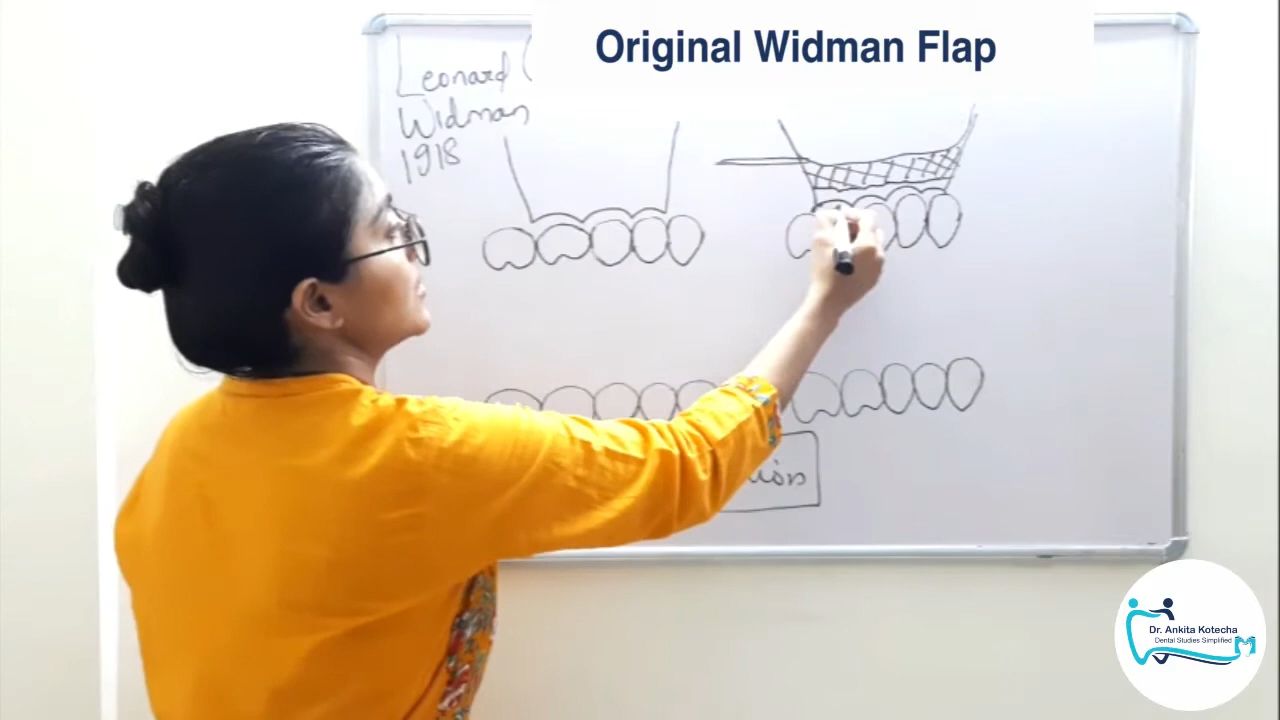 Original Widman Flap
Leonard
Widman
1918
Dr. Ankita Kotecha
Dental Studies Simplified